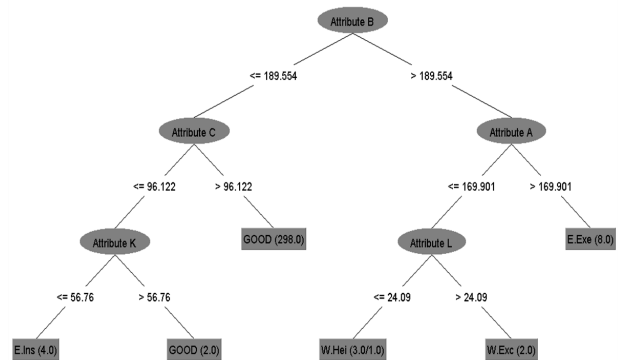 Attribute B
<= 189.554 > 189.554
Attribute C Attribute A
<= 96.122 > 96.122 <= 169.901 > 169.901
Attribute K GOOD (298.0) Attribute L E.Exe (8.0)
<= 56.76 > 56.76 <= 24.09 > 24.09
E.Ins (4.0) GOOD (2.0) W.Hei (3.0/1.0) W.Exc (2.0)